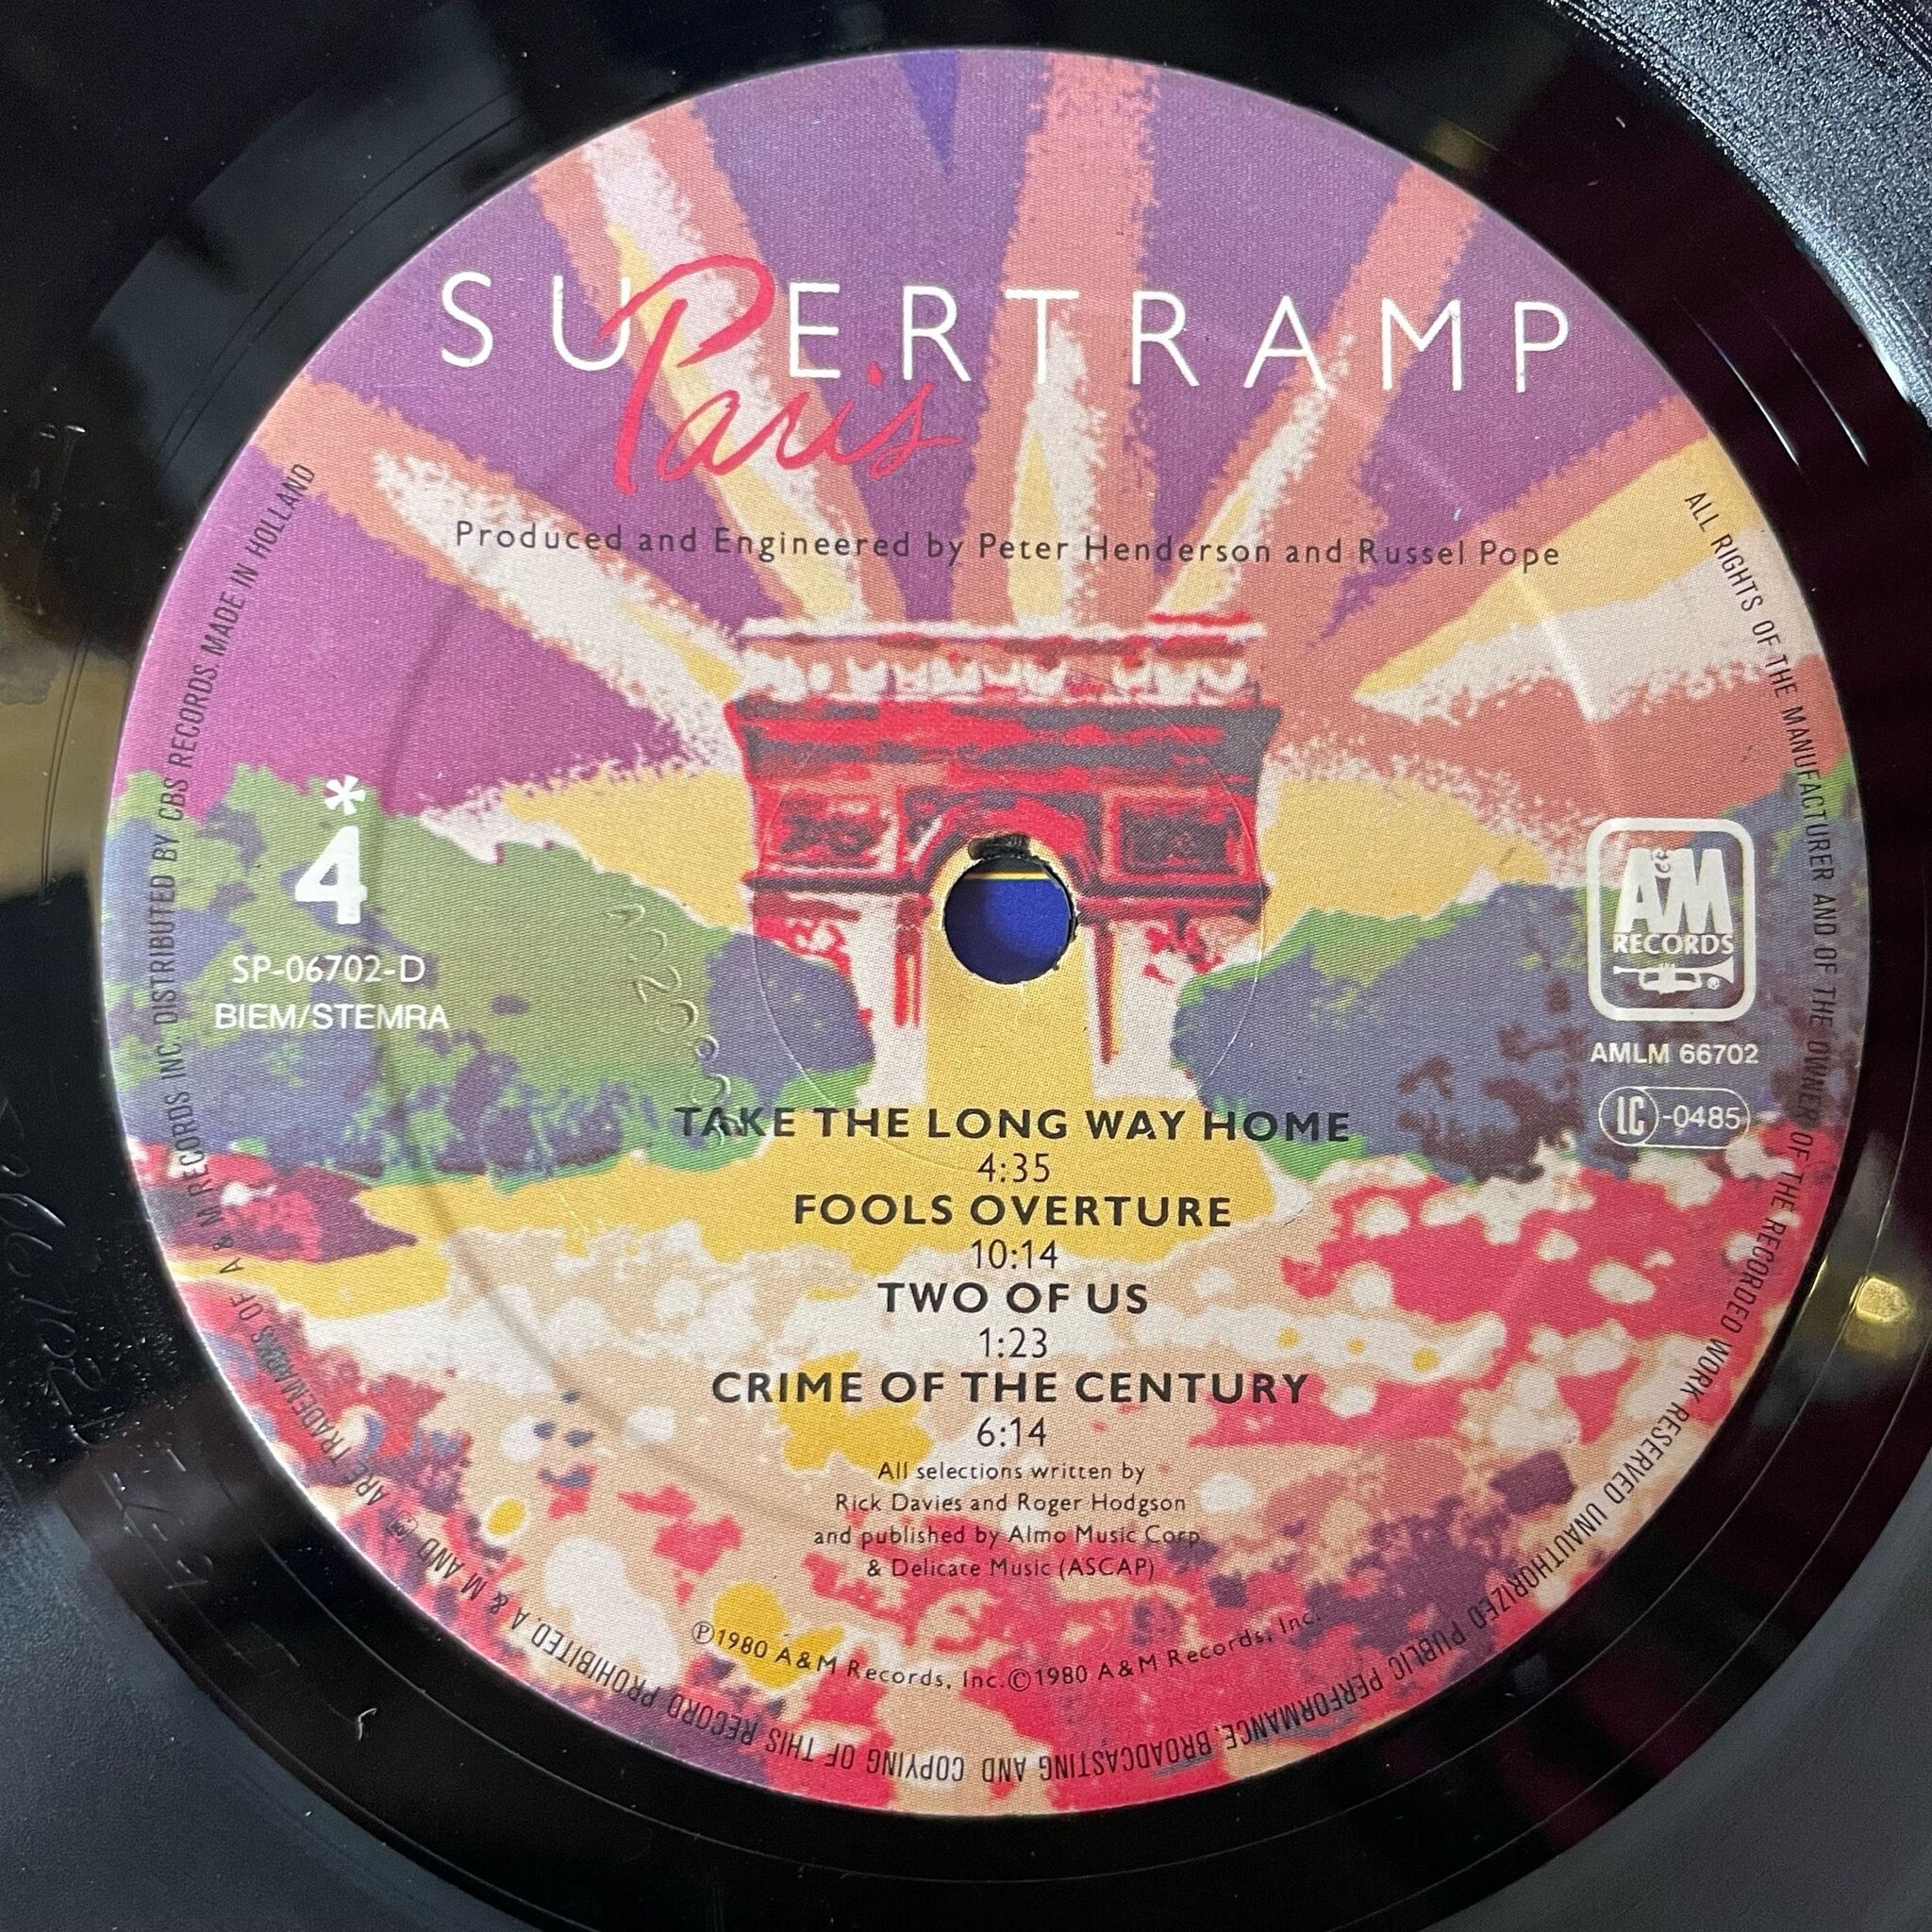 SUPERTRAMP
Paris
Produced and Engineered by Peter Henderson and Russel Pope
*
4
SP-06702-D
BIEM/STEMRA
A&M
RECORDS
®
AMLM 66702
LC-0485
TAKE THE LONG WAY HOME
4:35
FOOLS OVERTURE
10:14
TWO OF US
1:23
CRIME OF THE CENTURY
6:14
All selections written by
Rick Davies and Roger Hodgson
and published by Almo Music Corp.
& Delicate Music (ASCAP)
Ⓟ1980 A&M Records, Inc.©1980 A&M Records, Inc.
ALL RIGHTS OF THE MANUFACTURER AND OF THE OWNER OF THE RECORDED WORK RESERVED UNAUTHORIZED PUBLIC PERFORMANCE, BROADCASTING AND COPYING OF THIS RECORD PROHIBITED. A & M AND ARE TRADEMARKS OF A & M RECORDS INC. DISTRIBUTED BY CBS RECORDS MADE IN HOLLAND